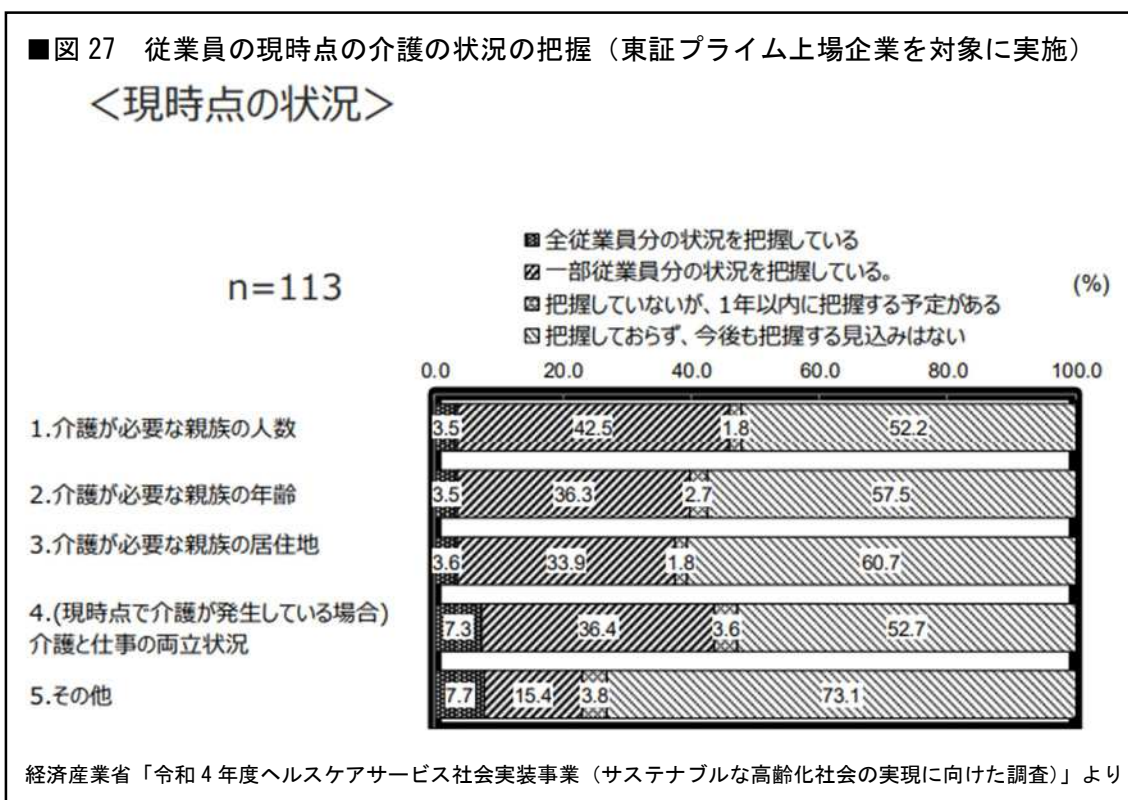 ■図27 従業員の現時点の介護の状況の把握（東証プライム上場企業を対象に実施）
＜現時点の状況＞
n=113
全従業員分の状況を把握している
一部従業員分の状況を把握している。
把握していないが、1年以内に把握する予定がある
把握しておらず、今後も把握する見込みはない
(%)
0.0 20.0 40.0 60.0 80.0 100.0
1.介護が必要な親族の人数 3.5 42.5 1.8 52.2
2.介護が必要な親族の年齢 3.5 36.3 2.7 57.5
3.介護が必要な親族の居住地 3.6 33.9 1.8 60.7
4.(現時点で介護が発生している場合)
介護と仕事の両立状況 7.3 36.4 3.6 52.7
5.その他 7.7 15.4 3.8 73.1
経済産業省「令和4年度ヘルスケアサービス社会実装事業（サステナブルな高齢化社会の実現に向けた調査）」より